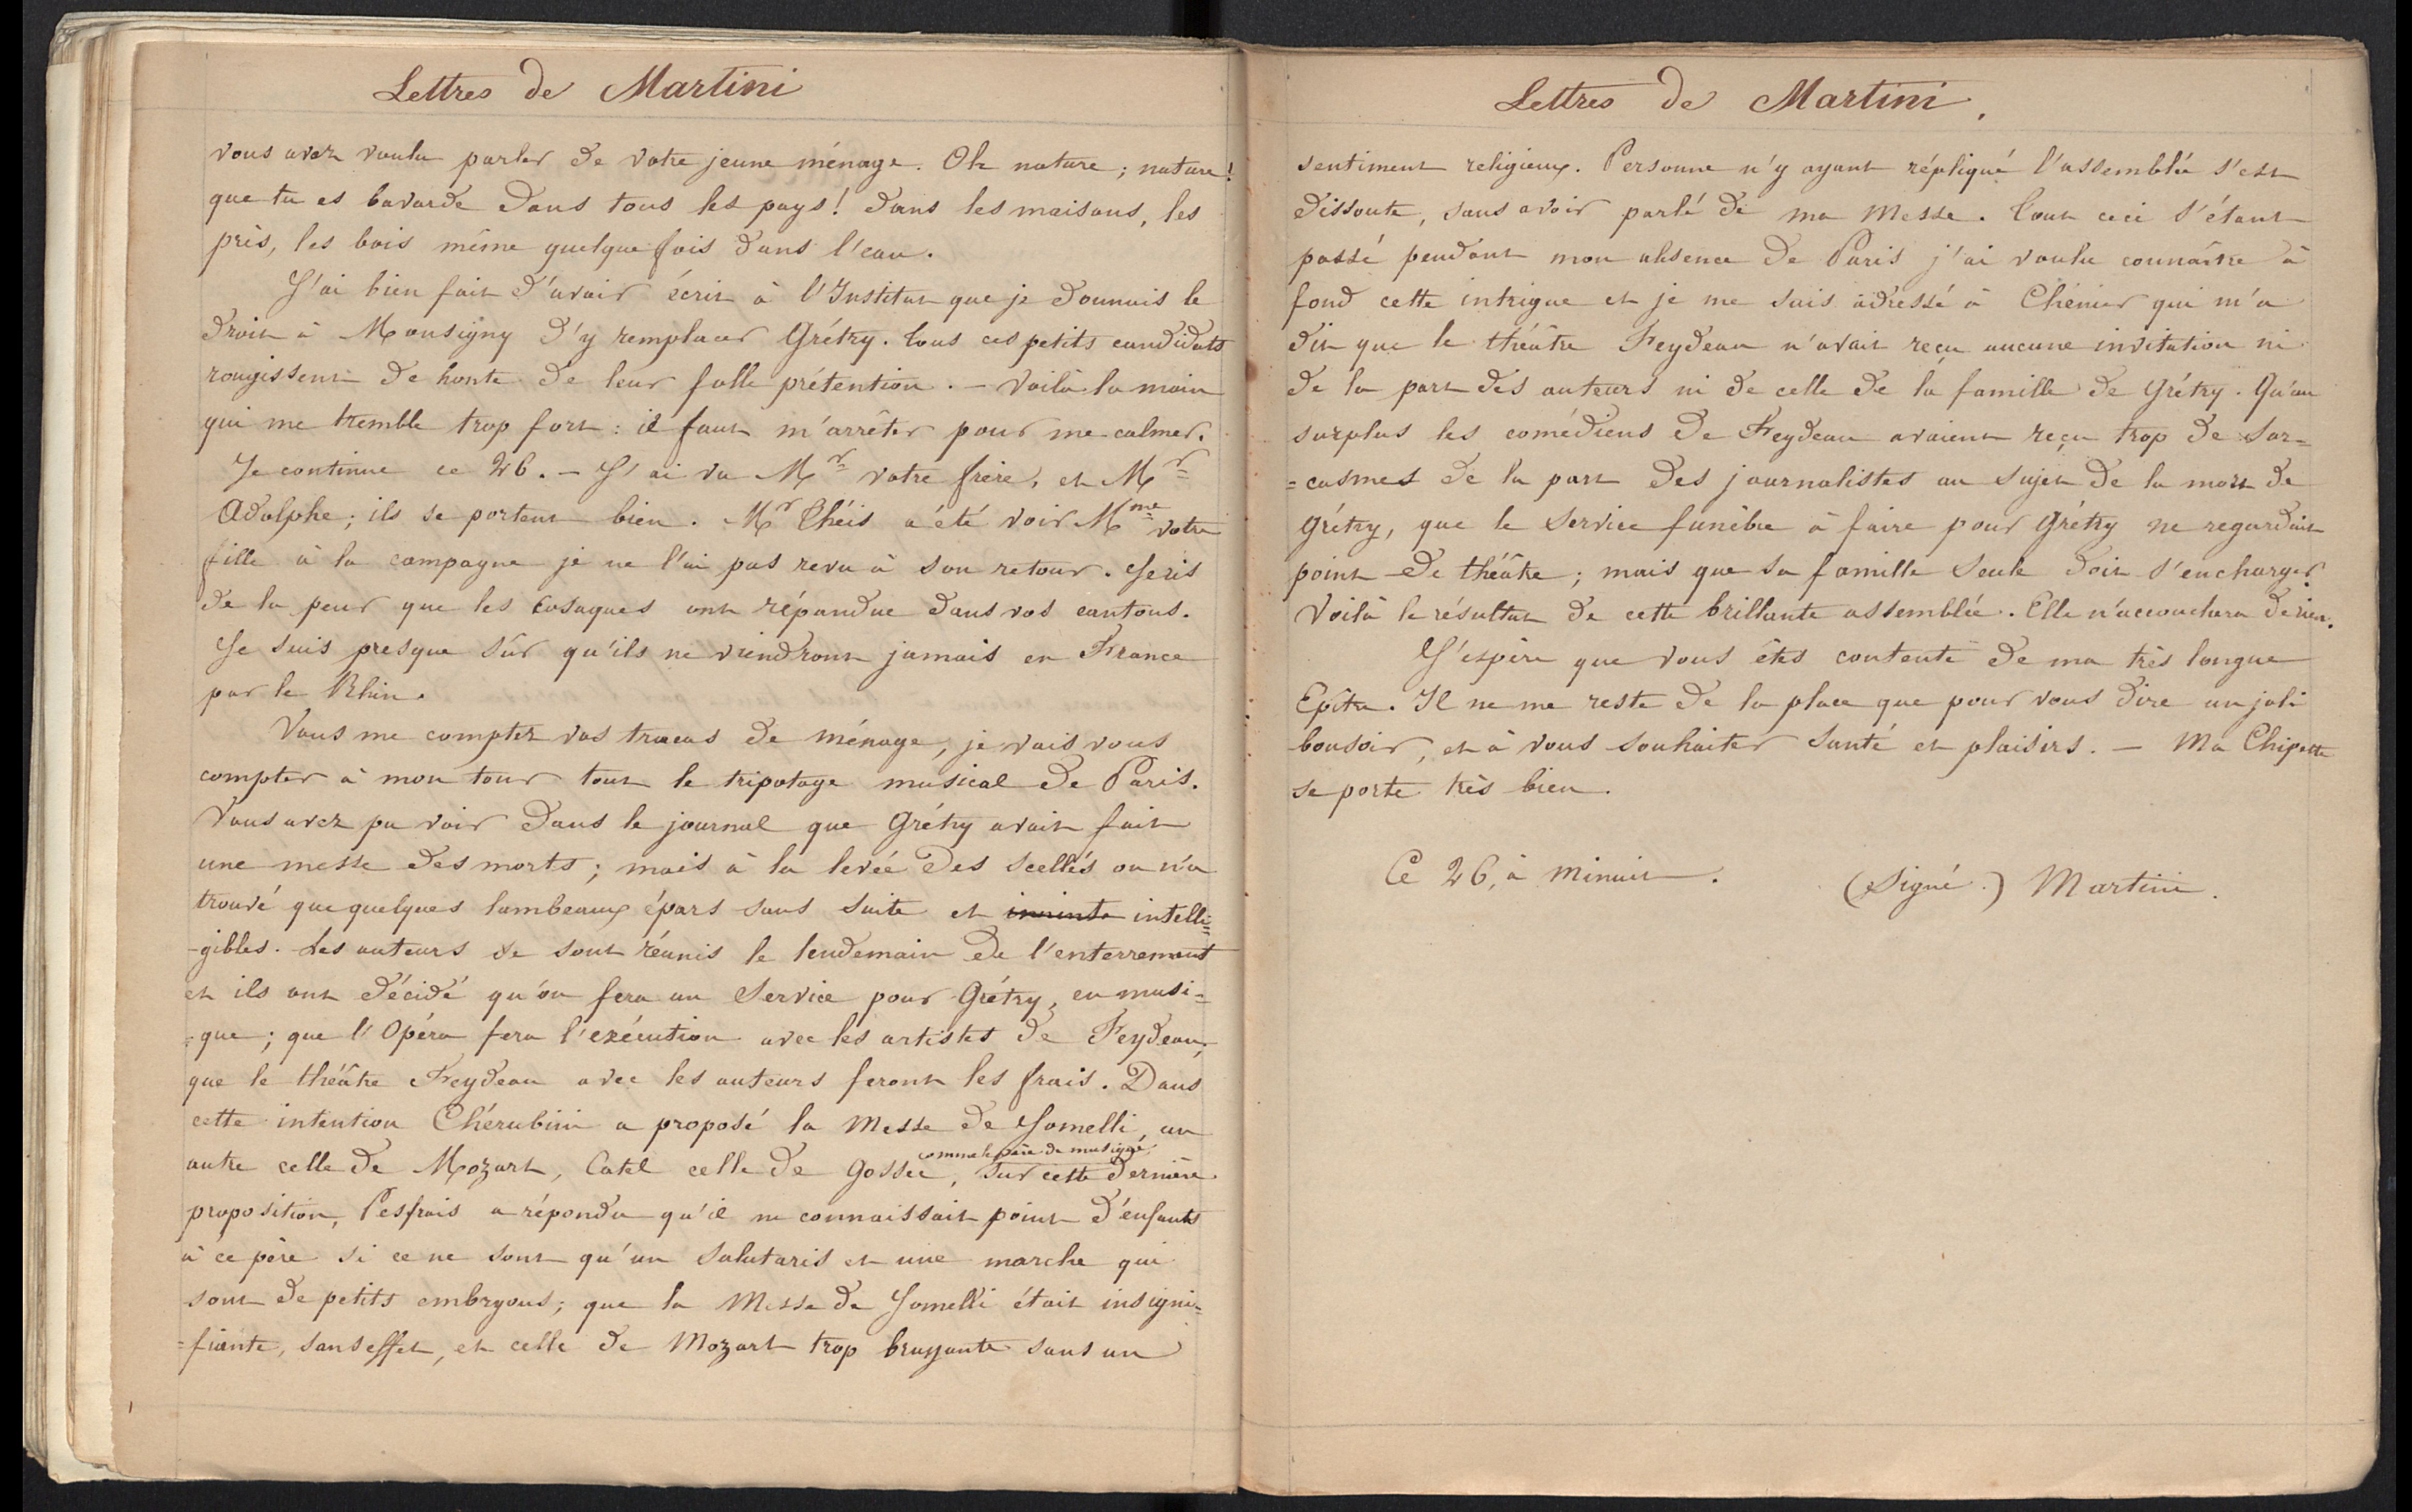 Lettres de Martini
vous avez voulu parler de votre jeune ménage. Oh nature; nature!
que tu es bavarde dans tous les pays! dans les maisons, les
près, les bois même quelque fois dans l'eau.
J'ai bien fait d'avoir écrit à l'Institut que je donnais le
droit à Monsigny d'y remplacer Grétry. Tous ces petits candidats
rougissent de honte de leur folle prétention. — Voilà la main
qui me tremble trop fort: il faut m'arrêter pour me calmer.
Je continue ce 26. — J'ai vu Mr votre frère, et Mr
Adolphe; ils se portent bien. Mr Théis a été voir Mme votre
fille à la campagne je ne l'ai pas revu à son retour. Je ris
de la peur que les Cosaques ont répandue dans vos cantons.
Je suis presque sûr qu'ils ne viendront jamais en France
par le Rhin.
Vous me comptez vos tracas de ménage, je vais vous
compter à mon tour tout le tripotage musical de Paris.
Vous avez pu voir dans le journal que Grétry avait fait
une messe des morts; mais à la levée des scellés on n'a
trouvé que quelques lambeaux épars sans suite et intelli=
-gibles. Les auteurs se sont réunis le lendemain de l'enterrement
et ils ont décidé qu'on fera un Service pour Grétry, en musi=
=que; que l'Opéra fera l'exécution avec les artistes de Feydeau,
que le théâtre Feydeau avec les auteurs feront les frais. Dans
cette intention Chérubini a proposé la Messe de Jomelli, un
autre celle de Mozart, Catel celle de Gossec, comme le père de musique; sur cette dernière
proposition, Pesfrais a répondu qu'il ne connaissait point d'enfants
à ce père si ce ne sont qu'un Salutaris et une marche qui
sont de petits embryons; que la Messe de Jomelli était insigni=
=fiante, sans effet, et celle de Mozart trop bruyante sans un
Lettres de Martini.
sentiment religieux. Personne n'y ayant répliqué l'assemblée s'est
dissoute, sans avoir parlé de ma Messe. Tout ceci s'étant
passé pendant mon absence de Paris j'ai voulu connaître à
fond cette intrigue et je me suis adressé à Chénier qui m'a
dit que le théâtre Feydeau n'avait reçu aucune invitation ni
de la part des auteurs ni de celle de la famille de Grétry. Qu'au
surplus les comédiens de Feydeau avaient reçu trop de sar=
=casmes de la part des journalistes au sujet de la mort de
Grétry, que le Service funèbre à faire pour Grétry ne regardait
point de théâtre; mais que sa famille seule doit s'en charger.
Voilà le résultat de cette brillante assemblée. Elle n'accouchera de rien.
J'espère que vous êtes contente de ma très longue
Epître. Il ne me reste de la place que pour vous dire un joli
bonsoir, et à vous souhaiter santé et plaisirs. — Ma Chipette
se porte très bien.
Ce 26, à minuit.
(Signé.) Martini.